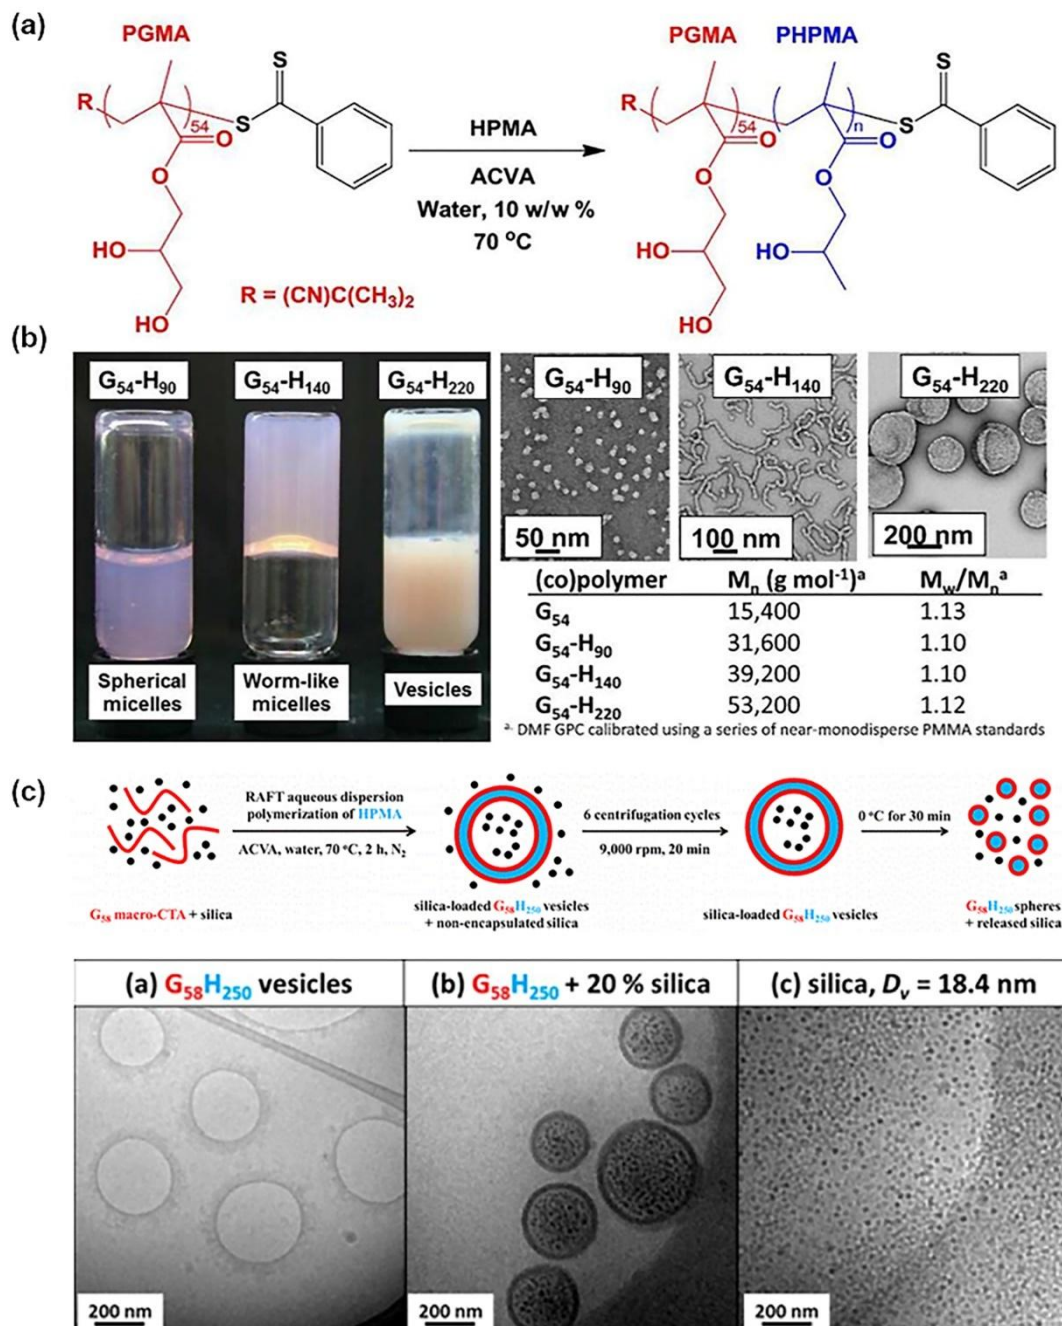 (a)
PGMA
R
54
S
S
O
O
HO
HO
R = (CN)C(CH₃)₂
HPMA
ACVA
Water, 10 w/w %
70 °C
PGMA PHPMA
R
54
n
S
S
O
O
O
O
HO
HO
HO
(b)
G₅₄-H₉₀ G₅₄-H₁₄₀ G₅₄-H₂₂₀
Spherical micelles
Worm-like micelles
Vesicles
G₅₄-H₉₀ G₅₄-H₁₄₀ G₅₄-H₂₂₀
50 nm 100 nm 200 nm
(co)polymer Mₙ (g mol⁻¹)ᵃ M_w/Mₙᵃ
G₅₄ 15,400 1.13
G₅₄-H₉₀ 31,600 1.10
G₅₄-H₁₄₀ 39,200 1.10
G₅₄-H₂₂₀ 53,200 1.12
a. DMF GPC calibrated using a series of near-monodisperse PMMA standards
(c)
RAFT aqueous dispersion
polymerization of HPMA
ACVA, water, 70 °C, 2 h, N₂
6 centrifugation cycles
9,000 rpm, 20 min
0 °C for 30 min
G₅₈ macro-CTA + silica
silica-loaded G₅₈H₂₅₀ vesicles
+ non-encapsulated silica
silica-loaded G₅₈H₂₅₀ vesicles
G₅₈H₂₅₀ spheres
+ released silica
(a) G₅₈H₂₅₀ vesicles
(b) G₅₈H₂₅₀ + 20 % silica
(c) silica, Dᵥ = 18.4 nm
200 nm
200 nm
200 nm